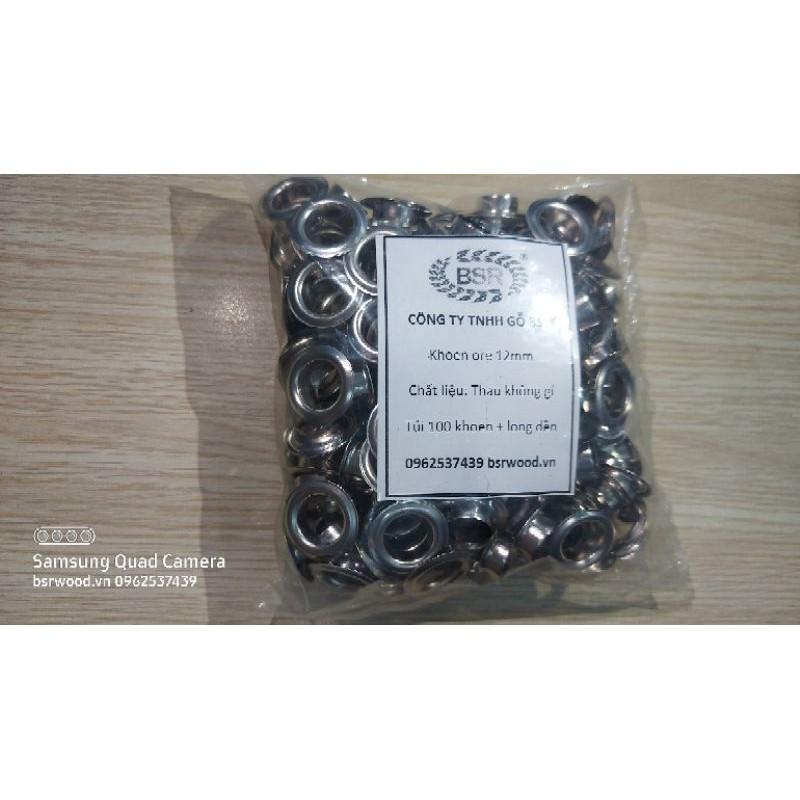 BSR
CÔNG TY TNHH GỖ
Khoen ore 12mm
Chất liệu: Thau không gỉ
Túi 100 khoen + long đền
0962537439 bsrwood.vn
Samsung Quad Camera
bsrwood.vn 0962537439